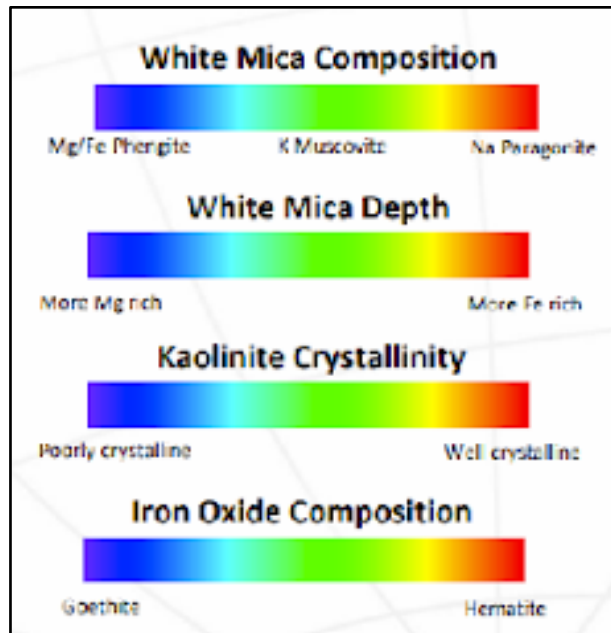 White Mica Composition
Mg/Fe Phengite K Muscovite Na Paragonite
White Mica Depth
More Mg rich More Fe rich
Kaolinite Crystallinity
Poorly crystalline Well crystalline
Iron Oxide Composition
Goethite Hematite